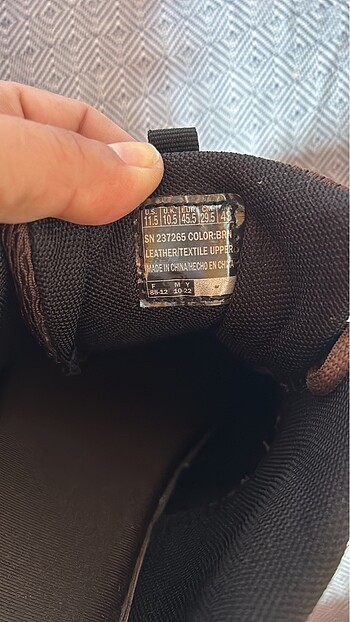 U.S. U.K. EUR CM
11.5 10.5 45.5 29.5
SN 237265 COLOR:BRN
LEATHER/TEXTILE UPPER
MADE IN CHINA/HECHO EN CHINA
F M Y
88-12 10-22